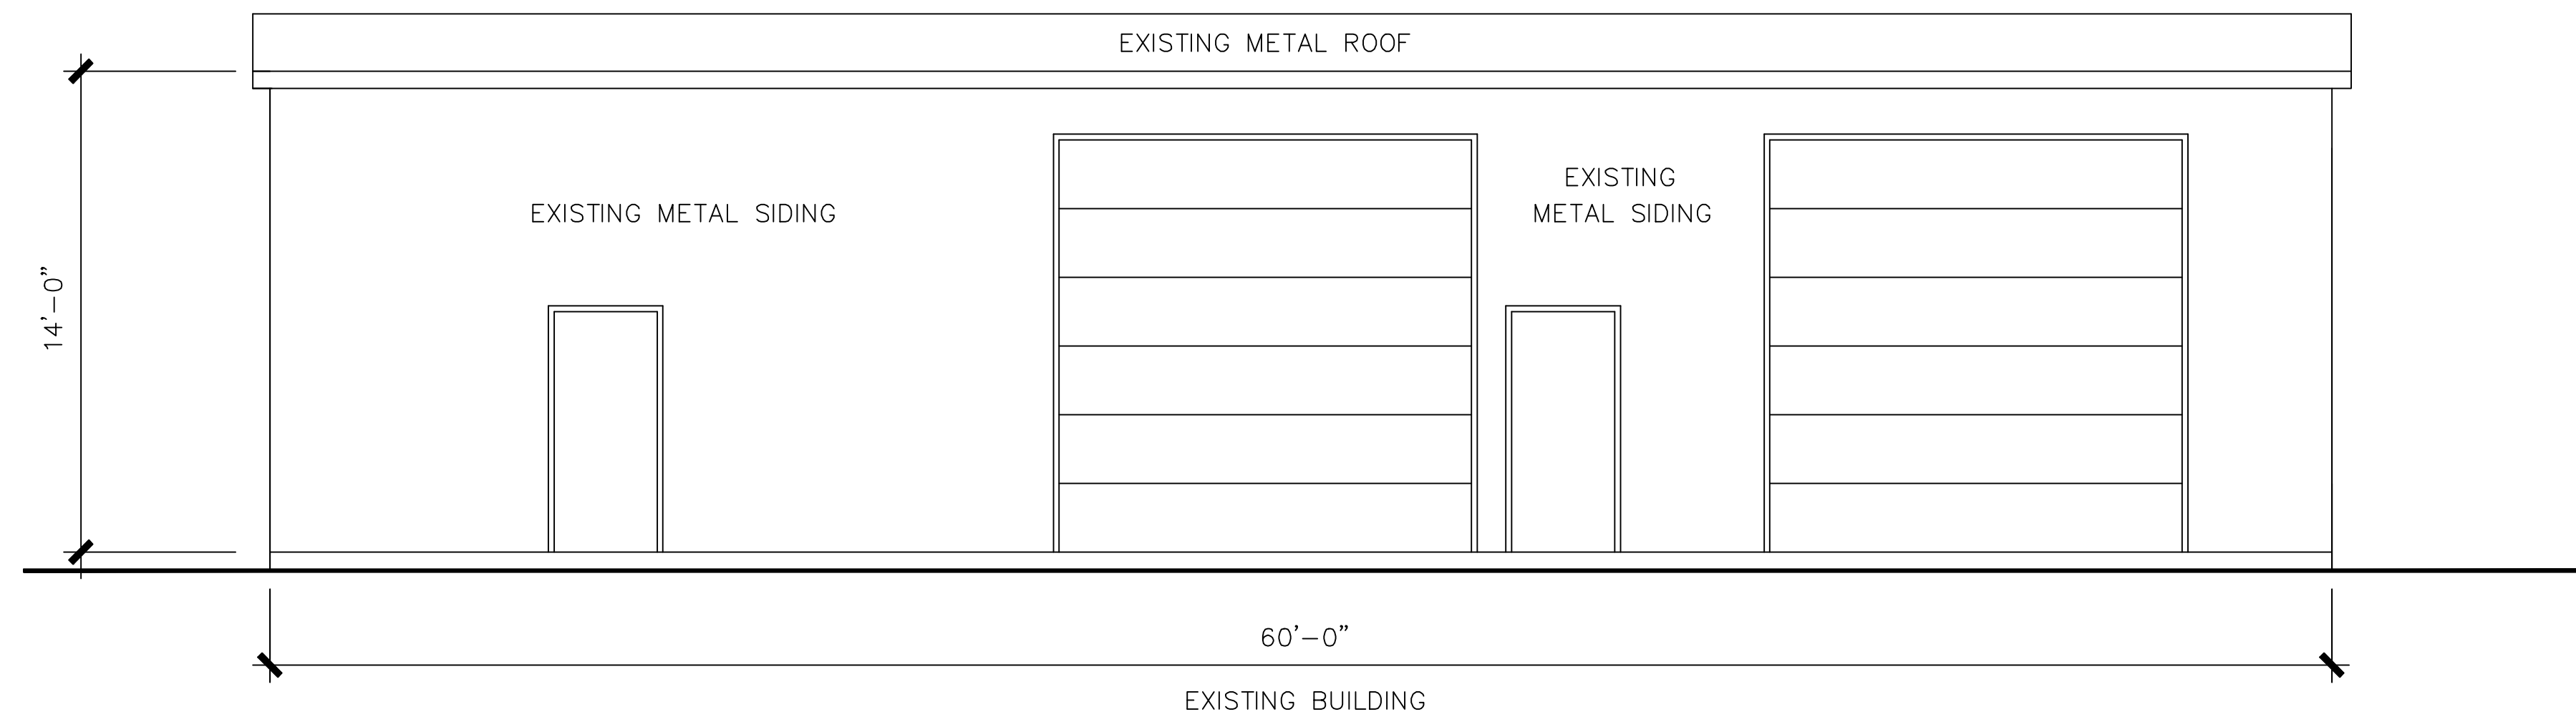 EXISTING METAL ROOF
EXISTING
METAL SIDING
EXISTING METAL SIDING
14'-0"
60'-0"
EXISTING BUILDING